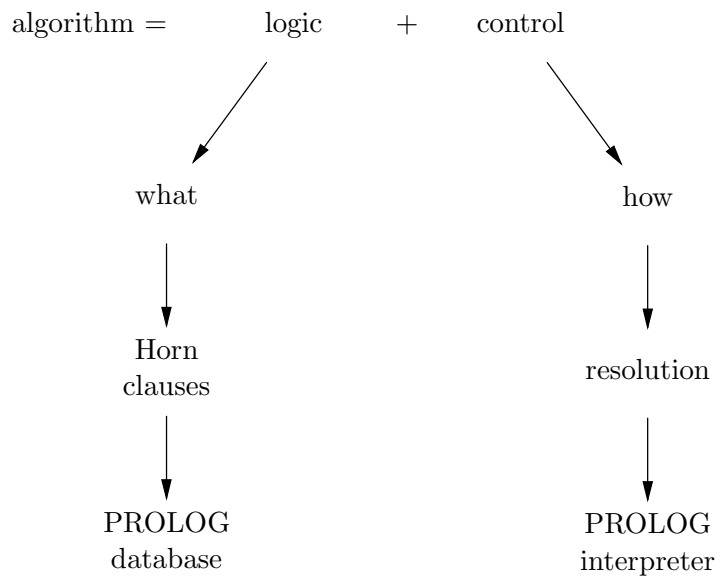 algorithm = logic + control
what how
Horn
clauses
resolution
PROLOG
database
PROLOG
interpreter